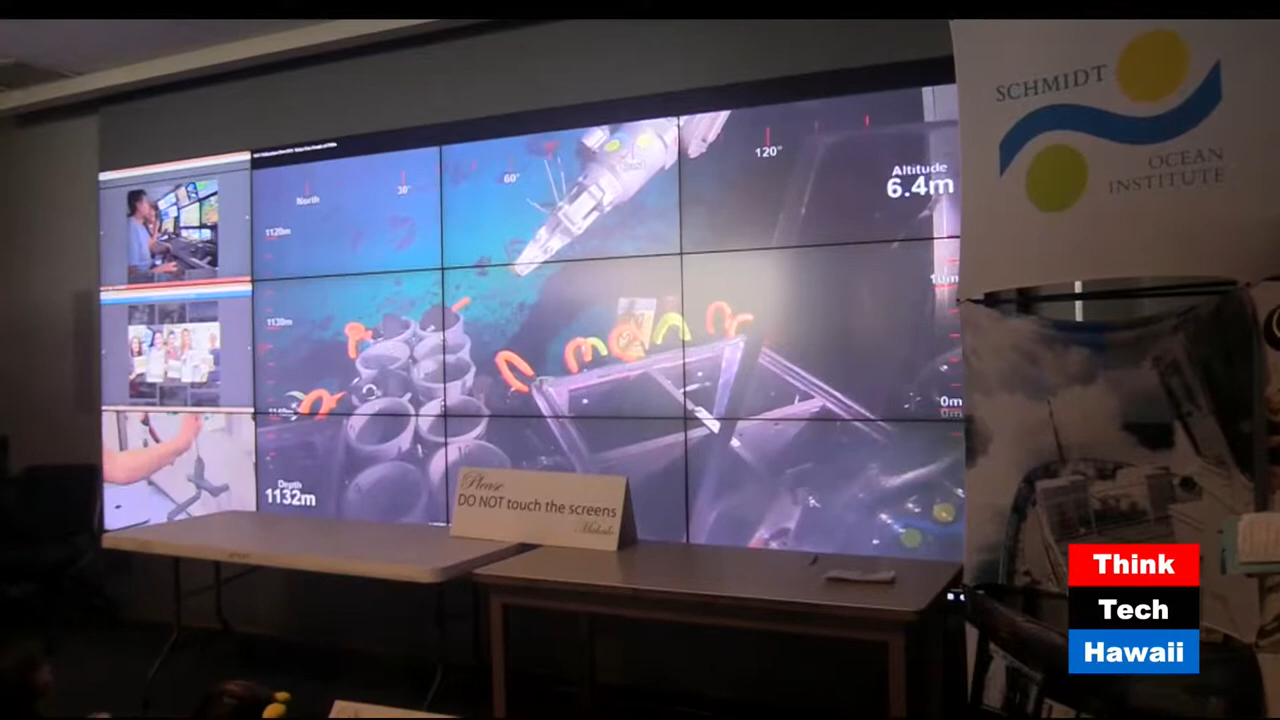 SCHMIDT
OCEAN
INSTITUTE
North
30°
60°
120°
Altitude
6.4m
1120m
1130m
10m
0m
0m
Depth
1132m
Please
DO NOT touch the screens
Mahalo
Think
Tech
Hawaii